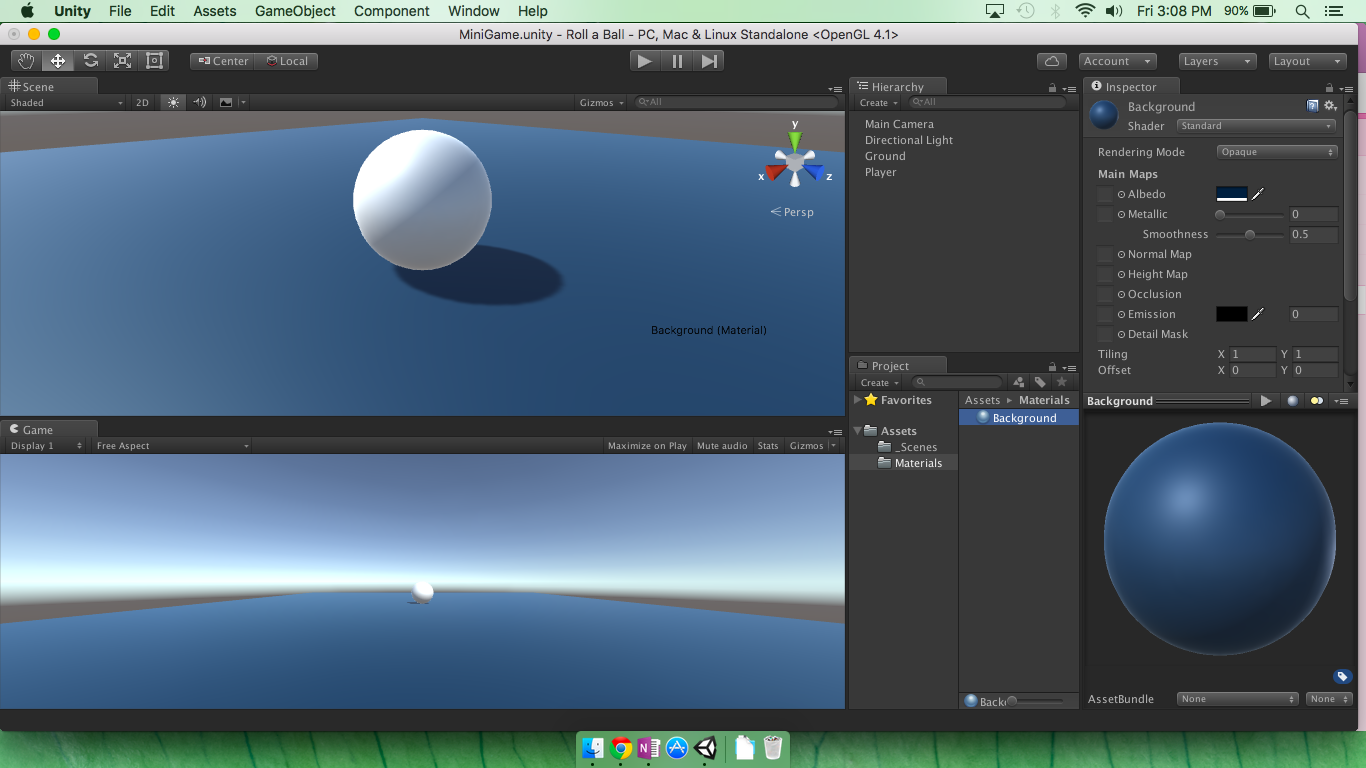 Unity File Edit Assets GameObject Component Window Help Fri 3:08 PM 90%
MiniGame.unity - Roll a Ball - PC, Mac & Linux Standalone <OpenGL 4.1>
Center Local Account Layers Layout
Scene
Shaded 2D Gizmos All
y
x z
Persp
Background (Material)
Game
Display 1 Free Aspect Maximize on Play Mute audio Stats Gizmos
Hierarchy
Create All
Main Camera
Directional Light
Ground
Player
Project
Create
Favorites
Assets
_Scenes
Materials
Assets Materials
Background
Back
Inspector
Background
Shader Standard
Rendering Mode Opaque
Main Maps
Albedo
Metallic 0
Smoothness 0.5
Normal Map
Height Map
Occlusion
Emission 0
Detail Mask
Tiling X 1 Y 1
Offset X 0 Y 0
Background
AssetBundle None None